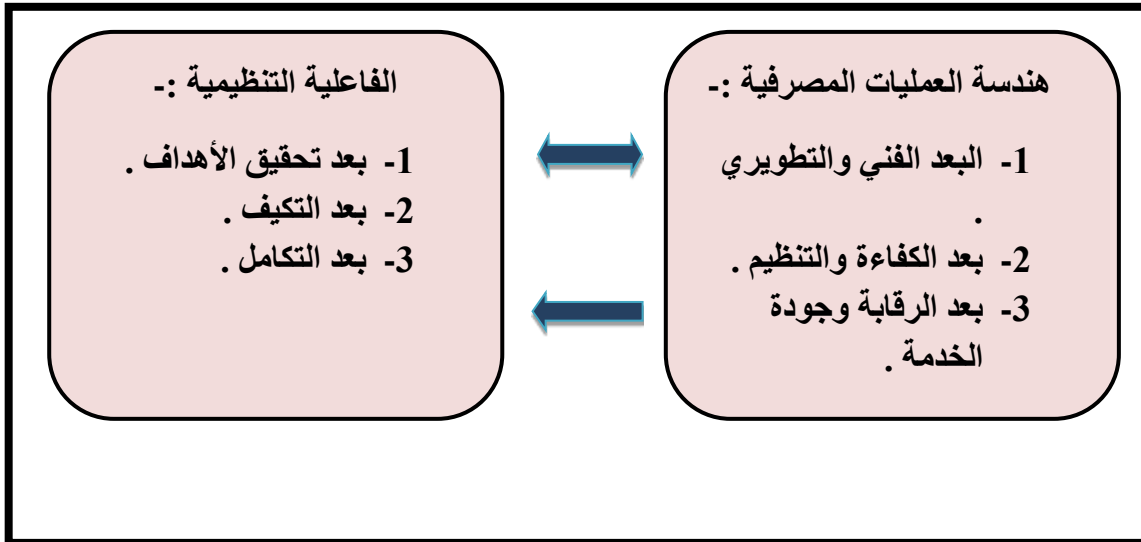 هندسة العمليات المصرفية :-
1- البعد الفني والتطويري
.
2- بعد الكفاءة والتنظيم .
3- بعد الرقابة وجودة
الخدمة .
الفاعلية التنظيمية :-
1- بعد تحقيق الأهداف .
2- بعد التكيف .
3- بعد التكامل .